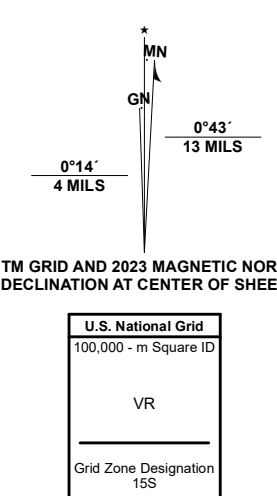 ★
MN
GN
0°43´
13 MILS
0°14´
4 MILS
TM GRID AND 2023 MAGNETIC NOR
DECLINATION AT CENTER OF SHEE
U.S. National Grid
100,000 - m Square ID
VR
Grid Zone Designation
15S